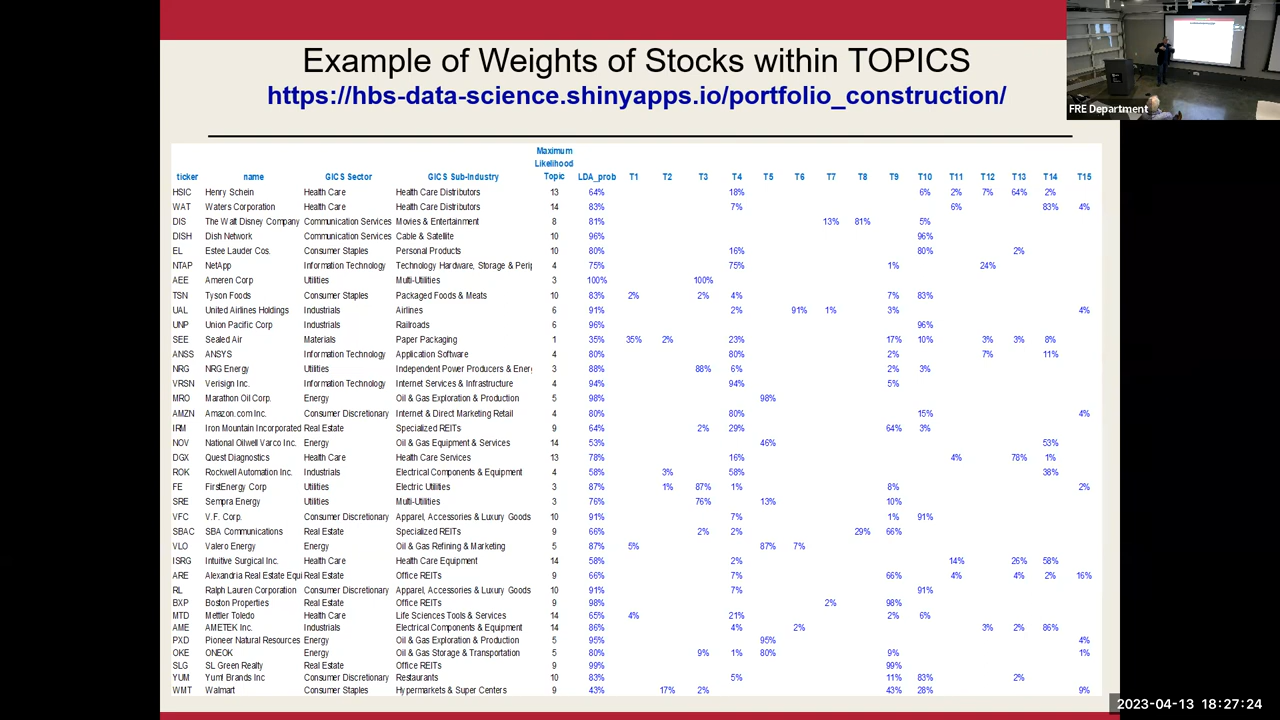 Example of Weights of Stocks within TOPICS
https://hbs-data-science.shinyapps.io/portfolio_construction/
FRE Department
ticker name GICS Sector GICS Sub-Industry Maximum Likelihood Topic LDA_prob T1 T2 T3 T4 T5 T6 T7 T8 T9 T10 T11 T12 T13 T14 T15
HSIC Henry Schein Health Care Health Care Distributors 13 64% 18% 6% 2% 7% 64% 2%
WAT Waters Corporation Health Care Health Care Distributors 14 83% 7% 6% 83% 4%
DIS The Walt Disney Company Communication Services Movies & Entertainment 8 81% 13% 81% 5%
DISH Dish Network Communication Services Cable & Satellite 10 96% 96%
EL Estee Lauder Cos. Consumer Staples Personal Products 10 80% 16% 80% 2%
NTAP NetApp Information Technology Technology Hardware, Storage & Perip 4 75% 75% 1% 24%
AEE Ameren Corp Utilities Multi-Utilities 3 100% 100%
TSN Tyson Foods Consumer Staples Packaged Foods & Meats 10 83% 2% 2% 4% 7% 83%
UAL United Airlines Holdings Industrials Airlines 6 91% 2% 91% 1% 3% 4%
UNP Union Pacific Corp Industrials Railroads 6 96% 96%
SEE Sealed Air Materials Paper Packaging 1 35% 35% 2% 23% 17% 10% 3% 3% 8%
ANSS ANSYS Information Technology Application Software 4 80% 80% 2% 7% 11%
NRG NRG Energy Utilities Independent Power Producers & Ener 3 88% 88% 6% 2% 3%
VRSN Verisign Inc. Information Technology Internet Services & Infrastructure 4 94% 94% 5%
MRO Marathon Oil Corp. Energy Oil & Gas Exploration & Production 5 98% 98%
AMZN Amazon.com Inc. Consumer Discretionary Internet & Direct Marketing Retail 4 80% 80% 15% 4%
IRM Iron Mountain Incorporated Real Estate Specialized REITs 9 64% 2% 29% 64% 3%
NOV National Oilwell Varco Inc. Energy Oil & Gas Equipment & Services 14 53% 46% 53%
DGX Quest Diagnostics Health Care Health Care Services 13 78% 16% 4% 78% 1%
ROK Rockwell Automation Inc. Industrials Electrical Components & Equipment 4 58% 3% 58% 38%
FE FirstEnergy Corp Utilities Electric Utilities 3 87% 1% 87% 1% 8% 2%
SRE Sempra Energy Utilities Multi-Utilities 3 76% 76% 13% 10%
VFC V.F. Corp. Consumer Discretionary Apparel, Accessories & Luxury Goods 10 91% 7% 1% 91%
SBAC SBA Communications Real Estate Specialized REITs 9 66% 2% 2% 29% 66%
VLO Valero Energy Energy Oil & Gas Refining & Marketing 5 87% 5% 87% 7%
ISRG Intuitive Surgical Inc. Health Care Health Care Equipment 14 58% 2% 14% 26% 58%
ARE Alexandria Real Estate Equi Real Estate Office REITs 9 66% 7% 66% 4% 4% 2% 16%
RL Ralph Lauren Corporation Consumer Discretionary Apparel, Accessories & Luxury Goods 10 91% 7% 91%
BXP Boston Properties Real Estate Office REITs 9 98% 2% 98%
MTD Mettler Toledo Health Care Life Sciences Tools & Services 14 65% 4% 21% 2% 6%
AME AMETEK Inc. Industrials Electrical Components & Equipment 14 86% 4% 2% 3% 2% 86%
PXD Pioneer Natural Resources Energy Oil & Gas Exploration & Production 5 95% 95% 4%
OKE ONEOK Energy Oil & Gas Storage & Transportation 5 80% 9% 1% 80% 9% 1%
SLG SL Green Realty Real Estate Office REITs 9 99% 99%
YUM Yum! Brands Inc Consumer Discretionary Restaurants 10 83% 5% 11% 83% 2%
WMT Walmart Consumer Staples Hypermarkets & Super Centers 9 43% 17% 2% 43% 28% 9%
2023-04-13 18:27:24